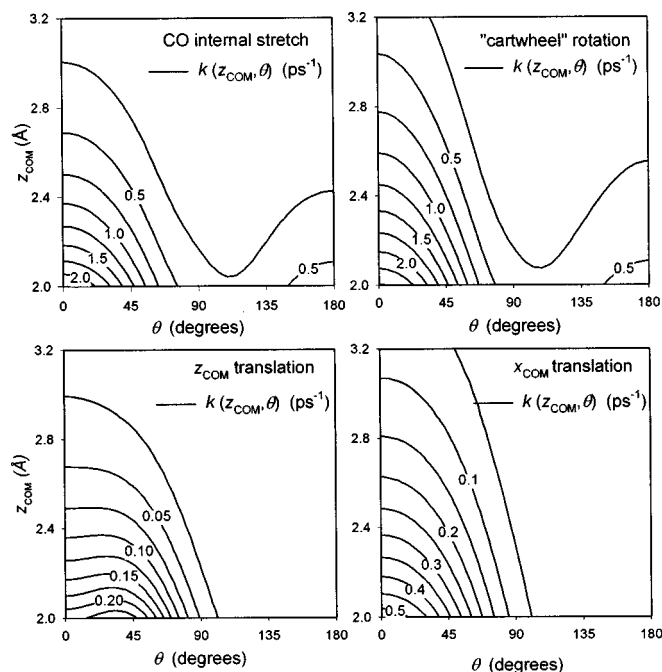 CO internal stretch
k (zCOM,θ) (ps⁻¹)
3.2
2.8
2.4
2.0
zCOM (Å)
0.5
1.0
1.5
2.0
0.5
0 45 90 135 180
θ (degrees)
"cartwheel" rotation
k (zCOM,θ) (ps⁻¹)
3.2
2.8
2.4
2.0
0.5
1.0
1.5
2.0
0.5
0 45 90 135 180
θ (degrees)
zCOM translation
k (zCOM,θ) (ps⁻¹)
3.2
2.8
2.4
2.0
zCOM (Å)
0.05
0.10
0.15
0.20
0 45 90 135 180
θ (degrees)
xCOM translation
k (zCOM,θ) (ps⁻¹)
3.2
2.8
2.4
2.0
0.1
0.2
0.3
0.4
0.5
0 45 90 135 180
θ (degrees)